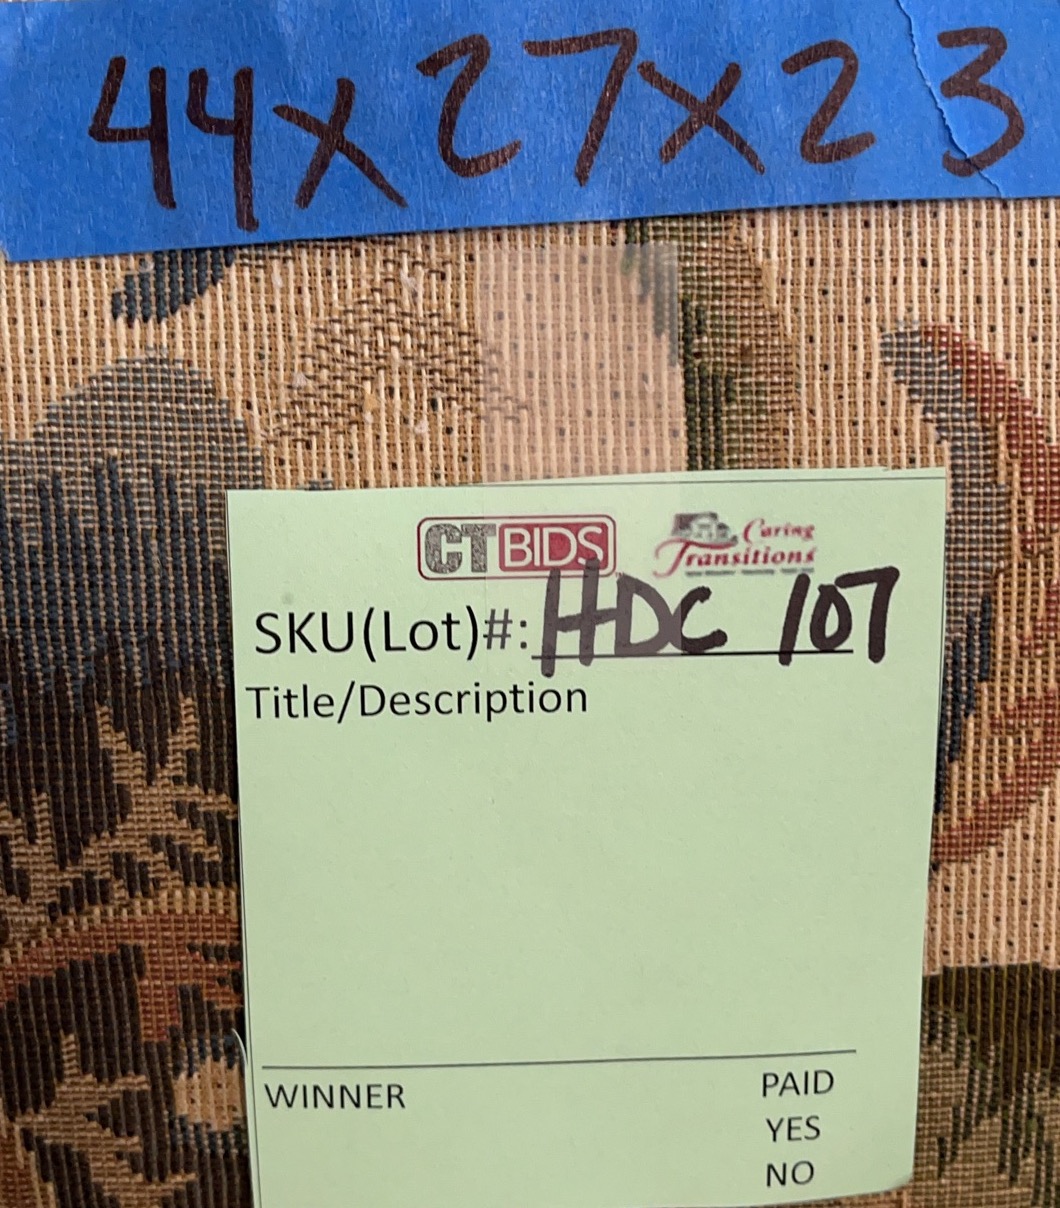 44x27x23
CTBIDS
Caring
Transitions
SKU(Lot)#: HDC 107
Title/Description
WINNER
PAID
YES
NO